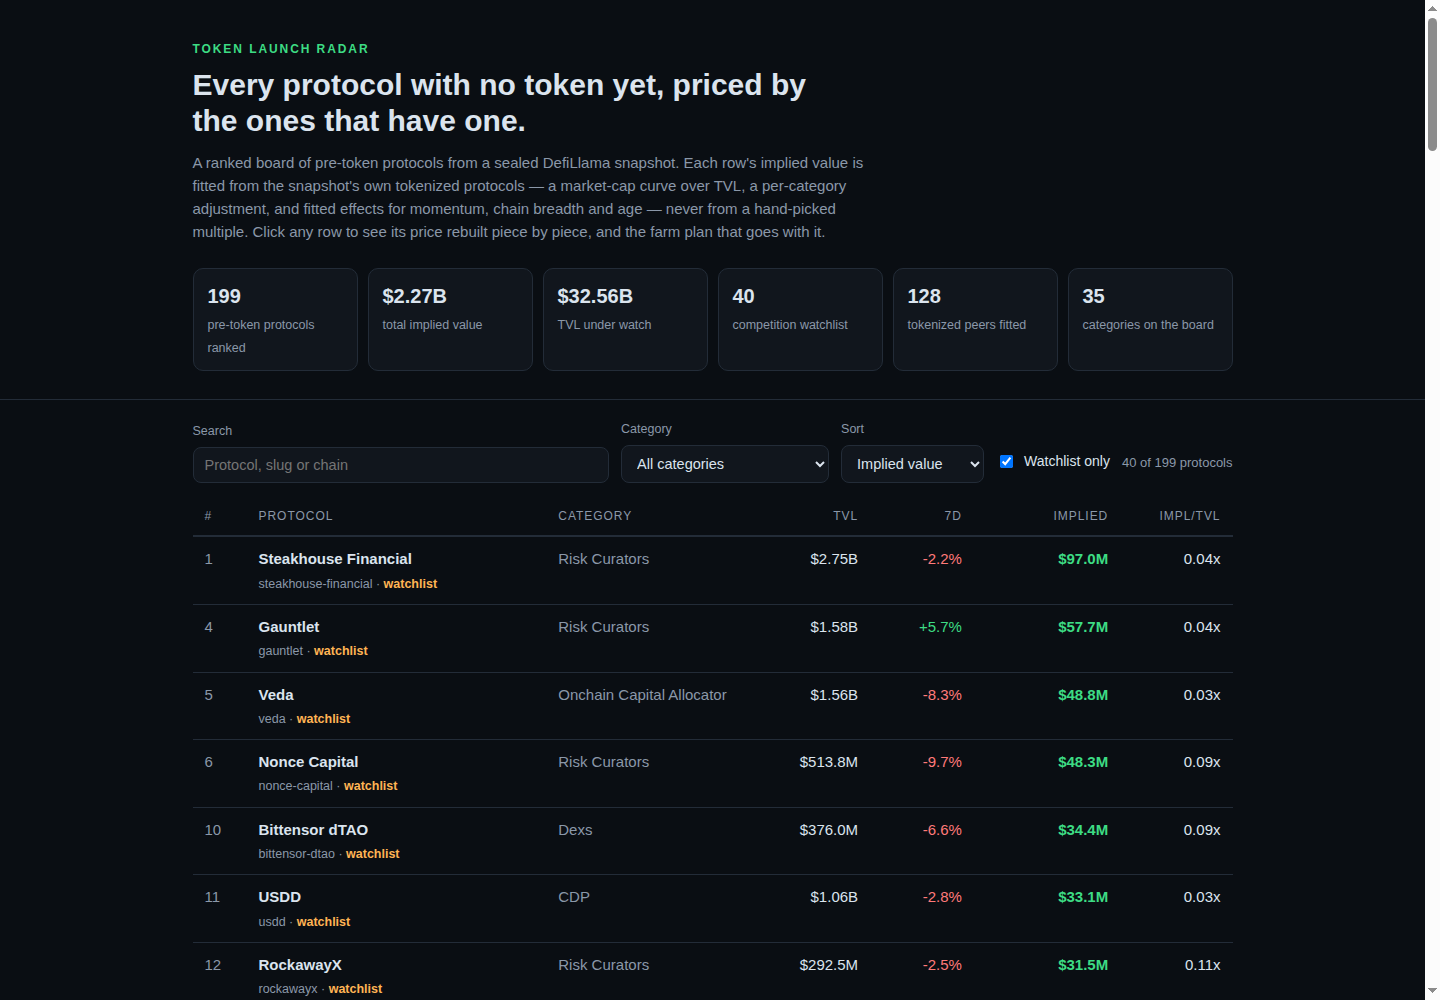 TOKEN LAUNCH RADAR
Every protocol with no token yet, priced by
the ones that have one.
A ranked board of pre-token protocols from a sealed DefiLlama snapshot. Each row's implied value is
fitted from the snapshot's own tokenized protocols — a market-cap curve over TVL, a per-category
adjustment, and fitted effects for momentum, chain breadth and age — never from a hand-picked
multiple. Click any row to see its price rebuilt piece by piece, and the farm plan that goes with it.
199 $2.27B $32.56B 40 128 35
pre-token protocols total implied value TVL under watch competition watchlist tokenized peers fitted categories on the board
ranked
Search Category Sort
Protocol, slug or chain All categories Implied value Watchlist only 40 of 199 protocols
# PROTOCOL CATEGORY TVL 7D IMPLIED IMPL/TVL
1 Steakhouse Financial Risk Curators $2.75B -2.2% $97.0M 0.04x
steakhouse-financial · watchlist
4 Gauntlet Risk Curators $1.58B +5.7% $57.7M 0.04x
gauntlet · watchlist
5 Veda Onchain Capital Allocator $1.56B -8.3% $48.8M 0.03x
veda · watchlist
6 Nonce Capital Risk Curators $513.8M -9.7% $48.3M 0.09x
nonce-capital · watchlist
10 Bittensor dTAO Dexs $376.0M -6.6% $34.4M 0.09x
bittensor-dtao · watchlist
11 USDD CDP $1.06B -2.8% $33.1M 0.03x
usdd · watchlist
12 RockawayX Risk Curators $292.5M -2.5% $31.5M 0.11x
rockawayx · watchlist